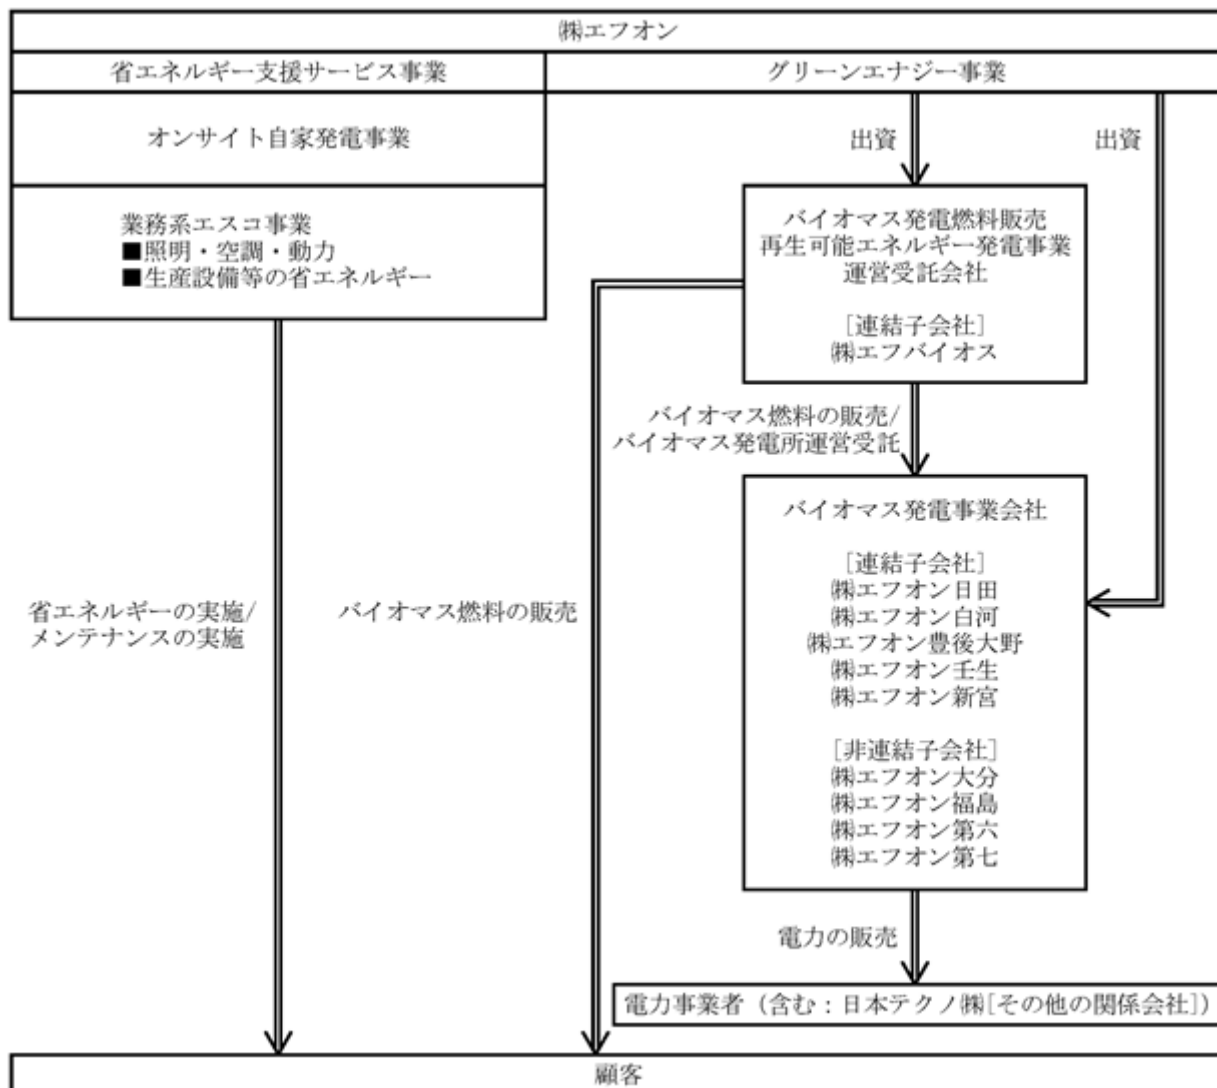 ㈱エフオン
省エネルギー支援サービス事業
グリーンエナジー事業
オンサイト自家発電事業
業務系エスコ事業
■照明・空調・動力
■生産設備等の省エネルギー
出資
出資
バイオマス発電燃料販売
再生可能エネルギー発電事業
運営受託会社
[連結子会社]
㈱エフバイオス
バイオマス燃料の販売/
バイオマス発電所運営受託
バイオマス発電事業会社
[連結子会社]
㈱エフオン日田
㈱エフオン白河
㈱エフオン豊後大野
㈱エフオン壬生
㈱エフオン新宮
[非連結子会社]
㈱エフオン大分
㈱エフオン福島
㈱エフオン第六
㈱エフオン第七
省エネルギーの実施/
メンテナンスの実施
バイオマス燃料の販売
電力の販売
電力事業者（含む：日本テクノ㈱[その他の関係会社]）
顧客